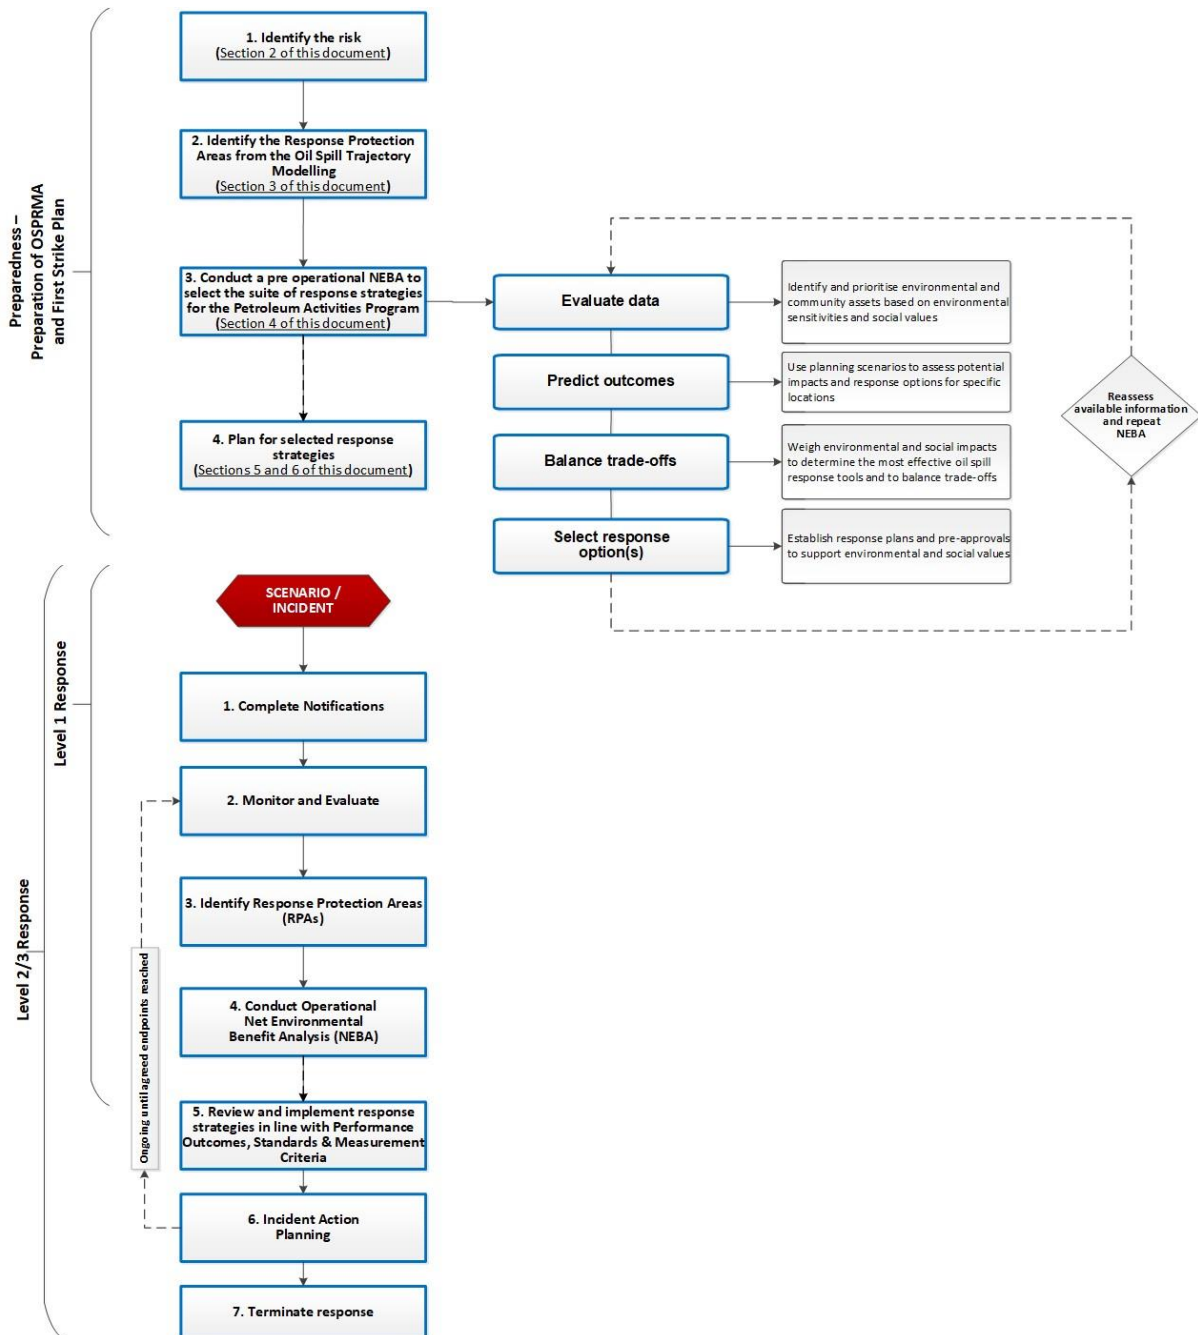 Preparedness –
Preparation of OSPRMA
and First Strike Plan
1. Identify the risk
(Section 2 of this document)
2. Identify the Response Protection
Areas from the Oil Spill Trajectory
Modelling
(Section 3 of this document)
3. Conduct a pre operational NEBA to
select the suite of response strategies
for the Petroleum Activities Program
(Section 4 of this document)
4. Plan for selected response
strategies
(Sections 5 and 6 of this document)
Evaluate data
Identify and prioritise environmental and
community assets based on environmental
sensitivities and social values
Predict outcomes
Use planning scenarios to assess potential
impacts and response options for specific
locations
Balance trade-offs
Weigh environmental and social impacts
to determine the most effective oil spill
response tools and to balance trade-offs
Select response
option(s)
Establish response plans and pre-approvals
to support environmental and social values
Reassess
available information
and repeat
NEBA
Level 2/3 Response
Level 1 Response
SCENARIO /
INCIDENT
1. Complete Notifications
2. Monitor and Evaluate
3. Identify Response Protection Areas
(RPAs)
4. Conduct Operational
Net Environmental
Benefit Analysis (NEBA)
5. Review and implement response
strategies in line with Performance
Outcomes, Standards & Measurement
Criteria
Ongoing until agreed endpoints reached
6. Incident Action
Planning
7. Terminate response